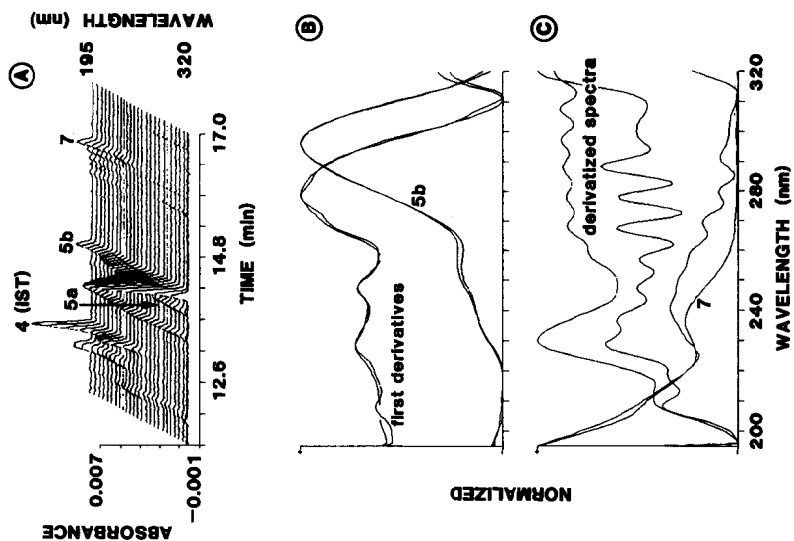 A
4 (IST)
5a
5b
7
ABSORBANCE
0.007
−0.001
195
320
WAVELENGTH (nm)
12.6 14.8 17.0
TIME (min)
B
first derivatives
5b
NORMALIZED
C
derivatized spectra
7
200 240 280 320
WAVELENGTH (nm)